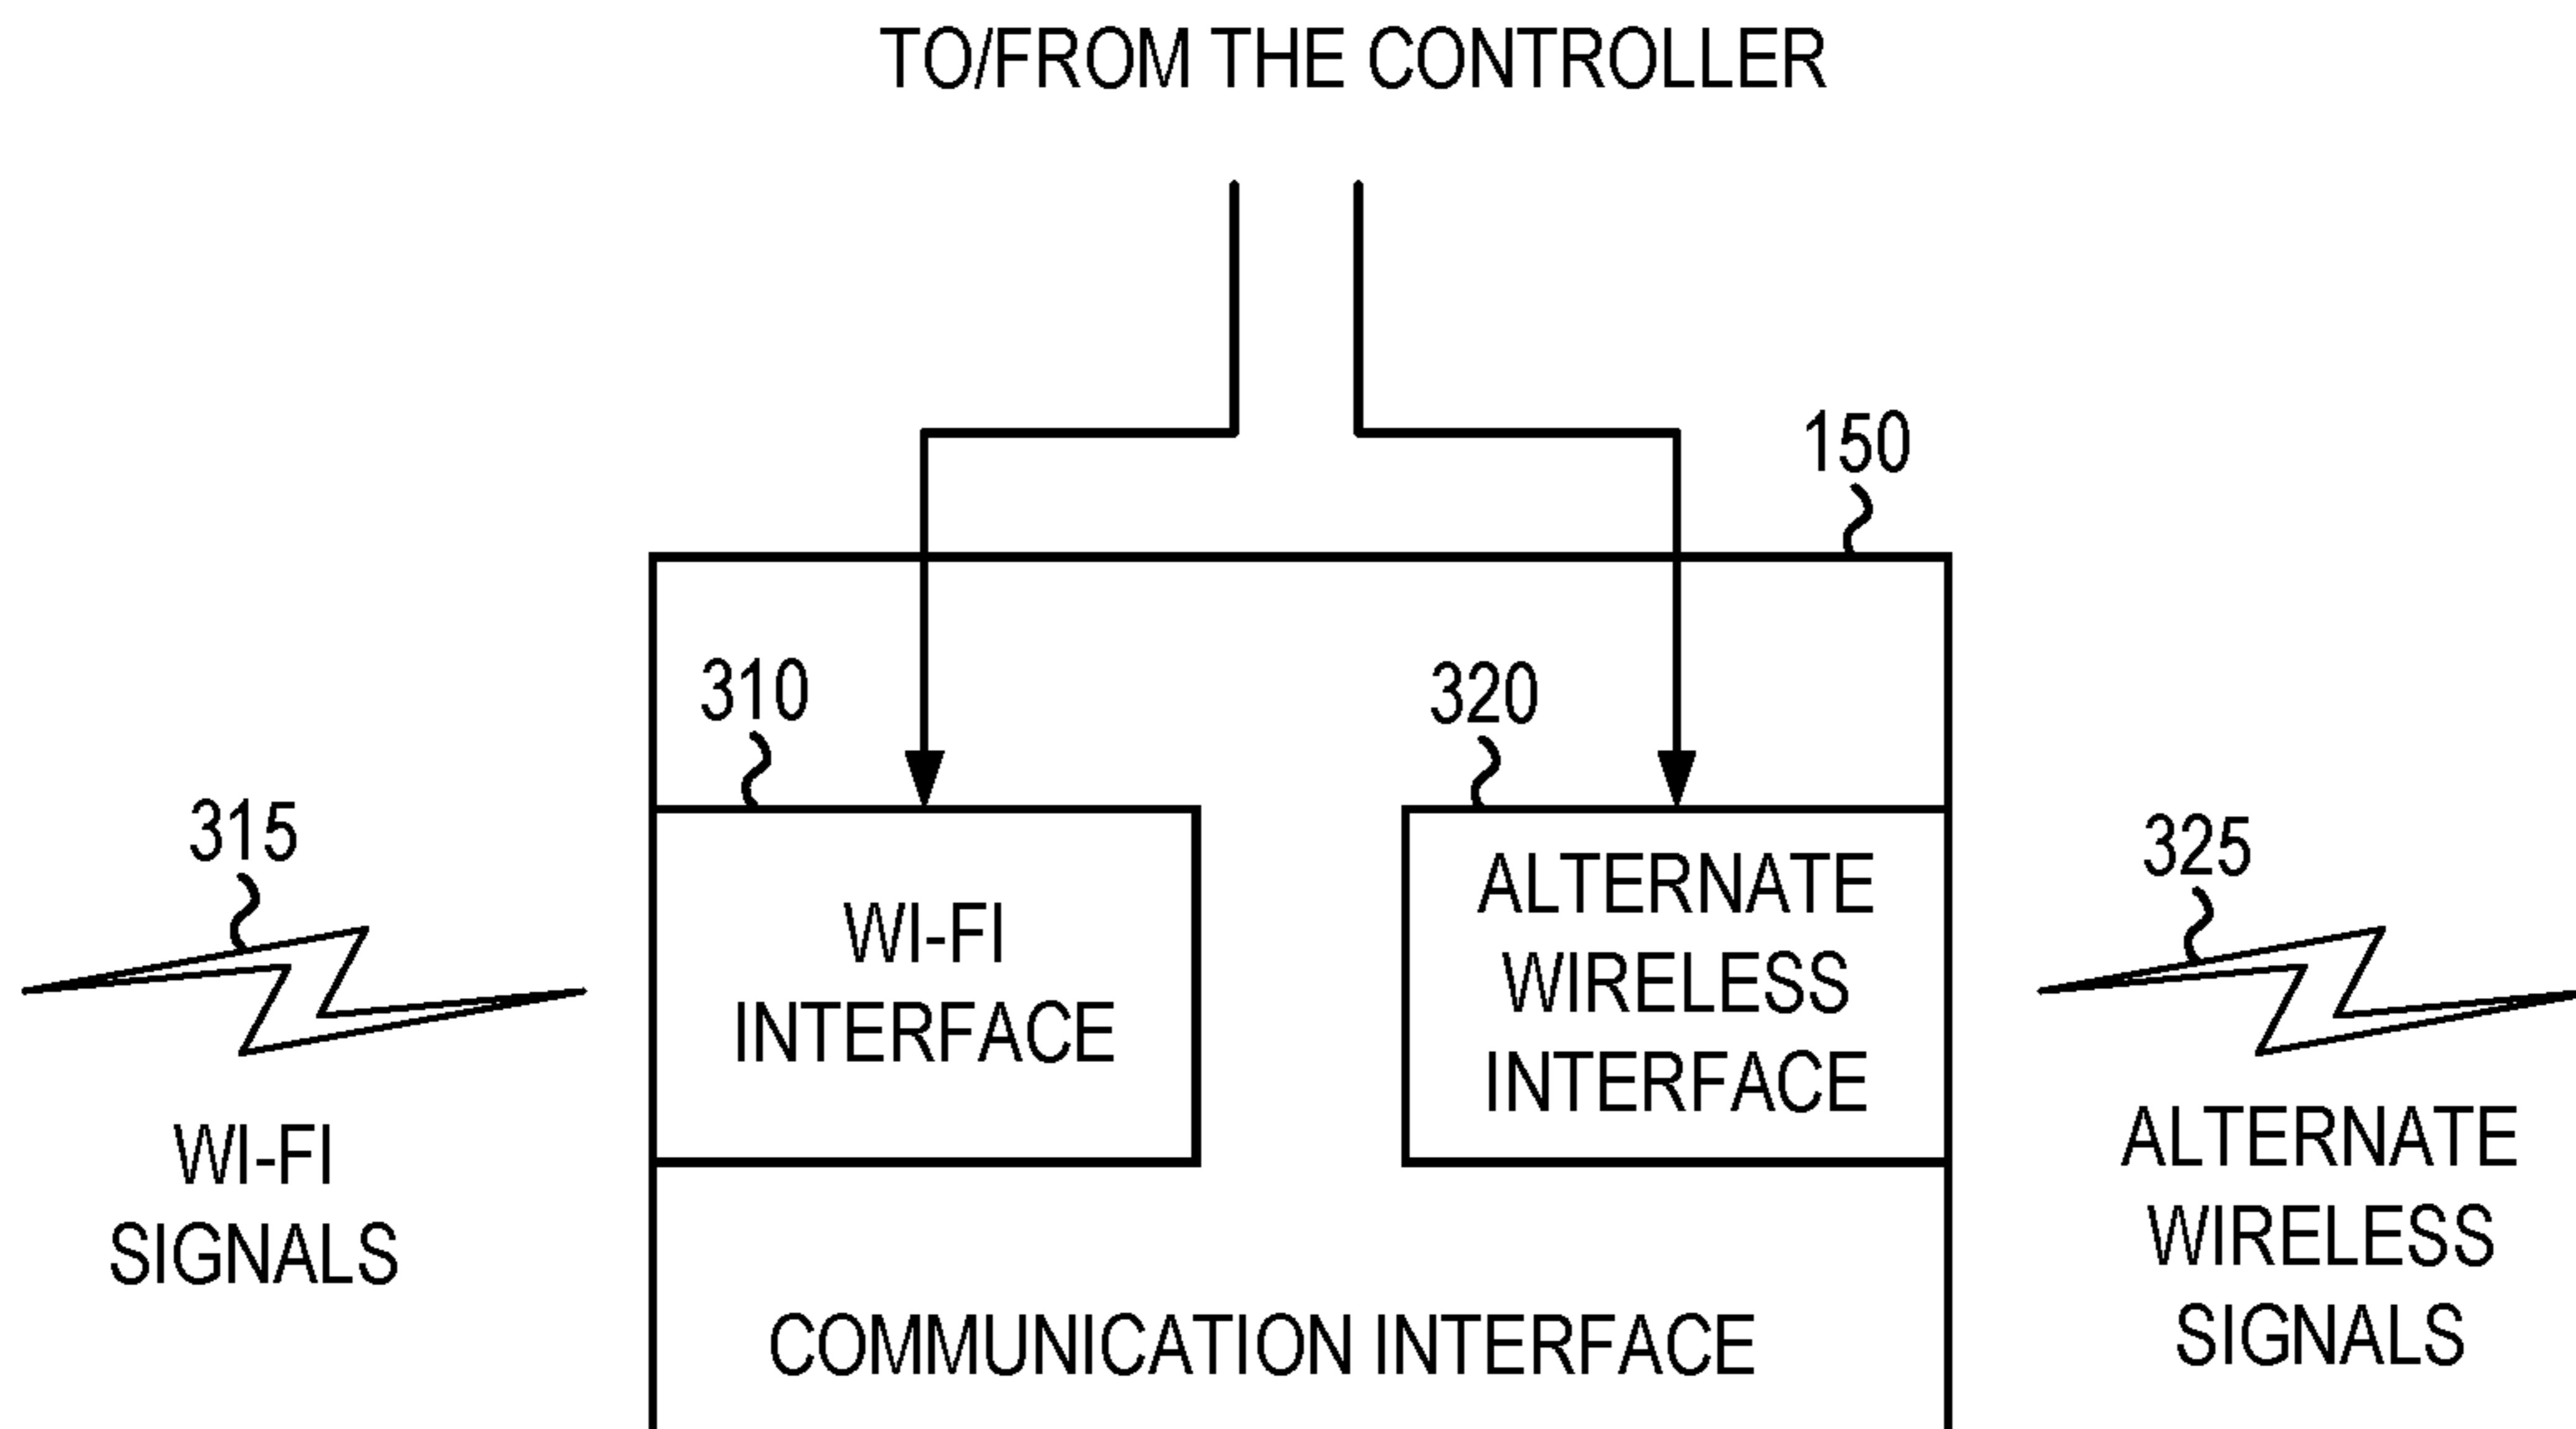 TO/FROM THE CONTROLLER
150
310
320
315
325
WI-FI
INTERFACE
ALTERNATE
WIRELESS
INTERFACE
WI-FI
SIGNALS
ALTERNATE
WIRELESS
SIGNALS
COMMUNICATION INTERFACE